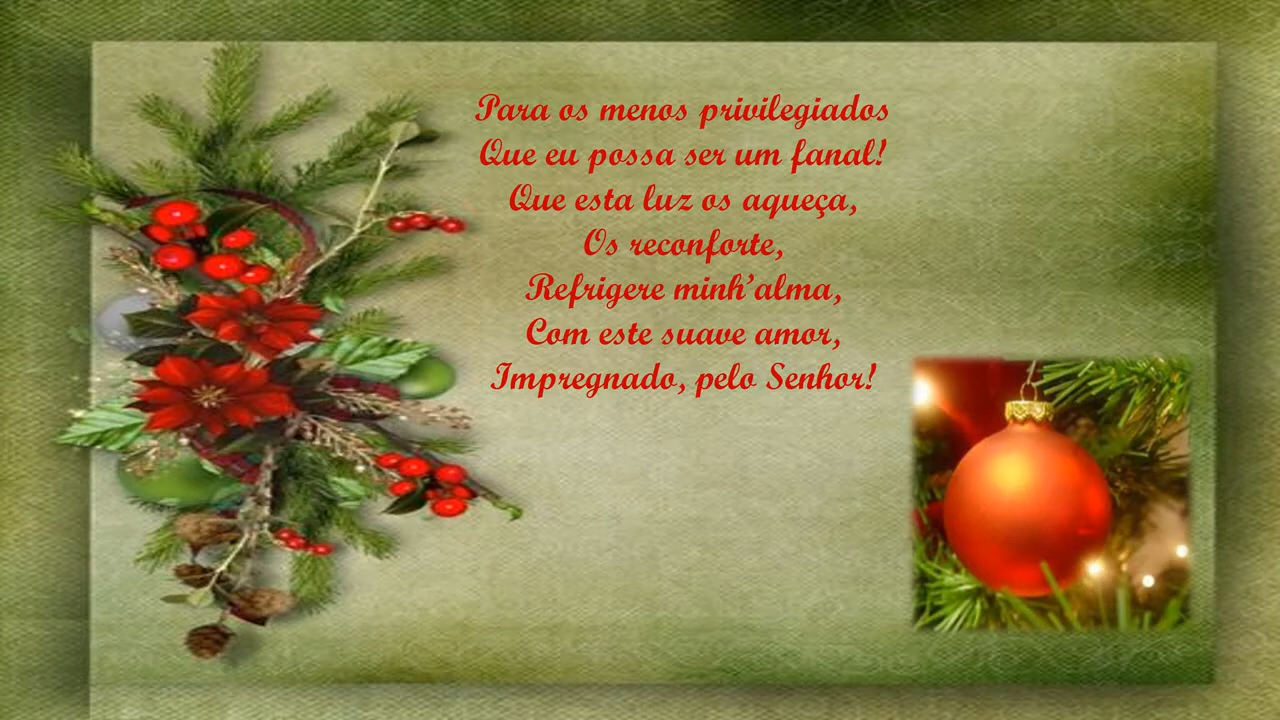 Para os menos privilegiados
Que eu possa ser um fanal!
Que esta luz os aqueça,
Os reconforte,
Refrigere minh’alma,
Com este suave amor,
Impregnado, pelo Senhor!